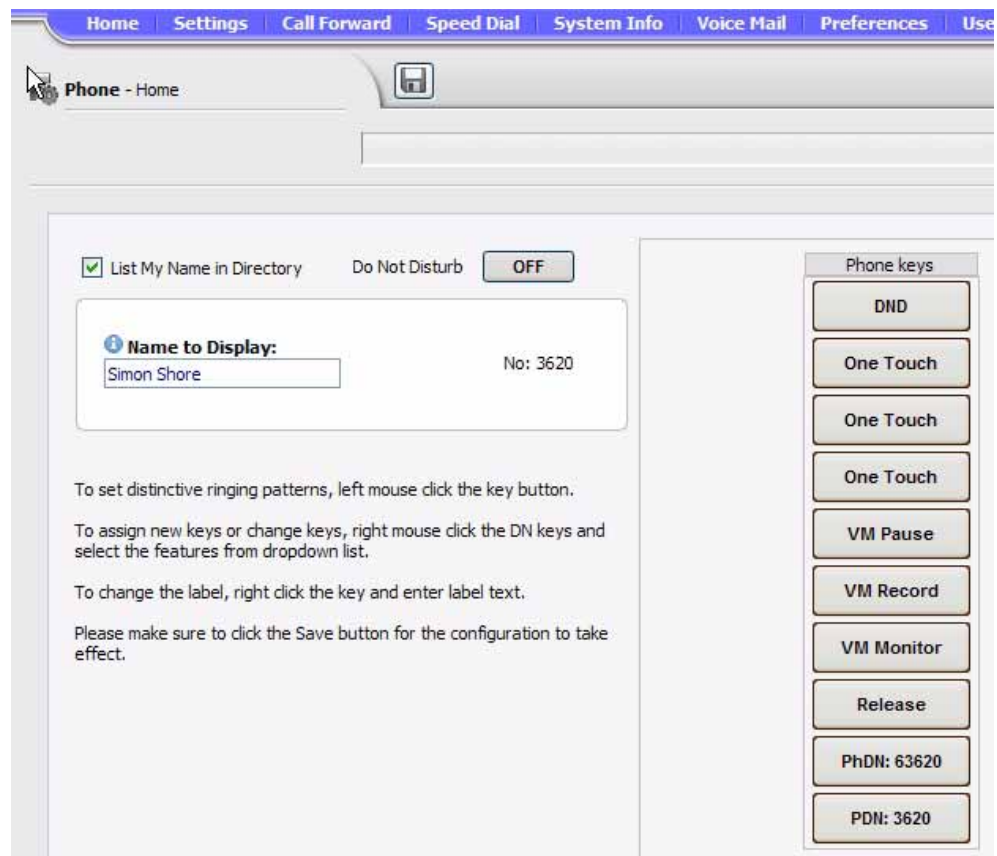 Home Settings Call Forward Speed Dial System Info Voice Mail Preferences Use
Phone - Home
List My Name in Directory Do Not Disturb OFF
Name to Display:
Simon Shore
No: 3620
To set distinctive ringing patterns, left mouse click the key button.
To assign new keys or change keys, right mouse click the DN keys and
select the features from dropdown list.
To change the label, right click the key and enter label text.
Please make sure to click the Save button for the configuration to take
effect.
Phone keys
DND
One Touch
One Touch
One Touch
VM Pause
VM Record
VM Monitor
Release
PhDN: 63620
PDN: 3620